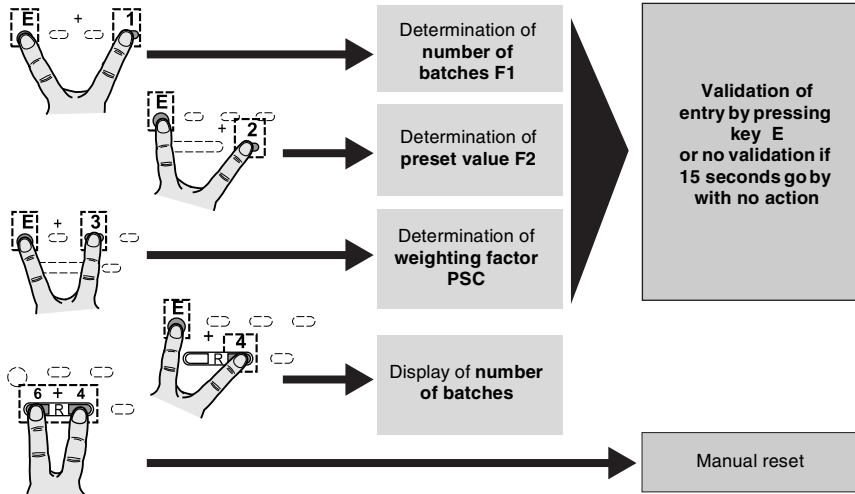 E + 1
Determination of
number of
batches F1
E + 2
Determination of
preset value F2
E + 3
Determination of
weighting factor
PSC
Validation of
entry by pressing
key E
or no validation if
15 seconds go by
with no action
E + 4
R
Display of number
of batches
6 + 4
R
Manual reset